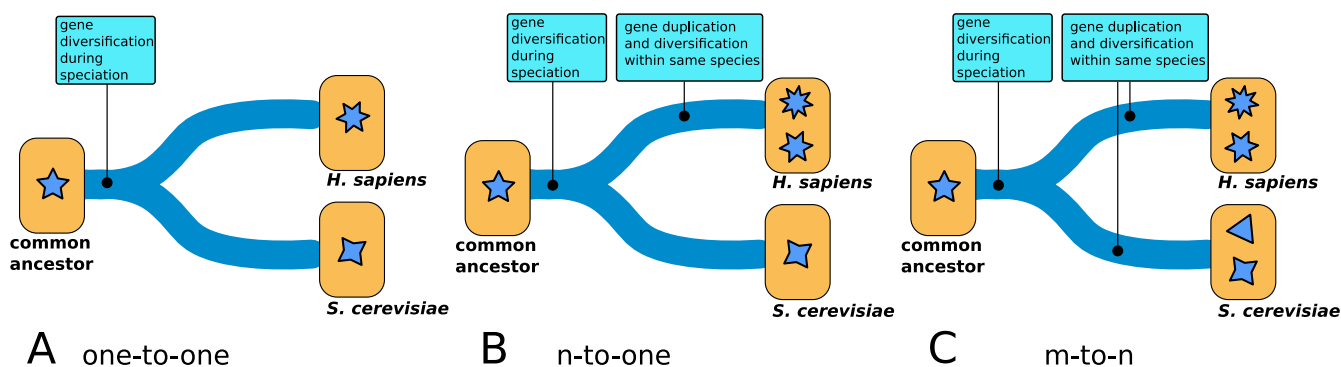 gene
diversification
during
speciation
H. sapiens
common
ancestor
S. cerevisiae
A one-to-one
gene
diversification
during
speciation
gene duplication
and diversification
within same species
H. sapiens
common
ancestor
S. cerevisiae
B n-to-one
gene
diversification
during
speciation
gene duplication
and diversification
within same species
H. sapiens
common
ancestor
S. cerevisiae
C m-to-n